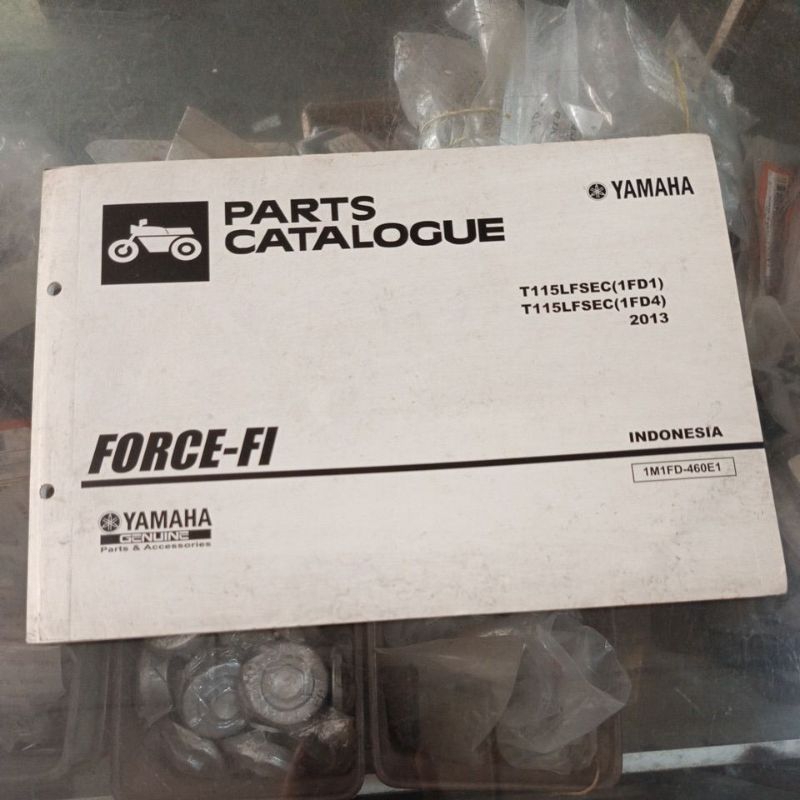 PARTS
CATALOGUE
YAMAHA
T115LFSEC(1FD1)
T115LFSEC(1FD4)
2013
FORCE-FI
INDONESIA
1M1FD-460E1
YAMAHA
GENUINE
Parts & Accessories